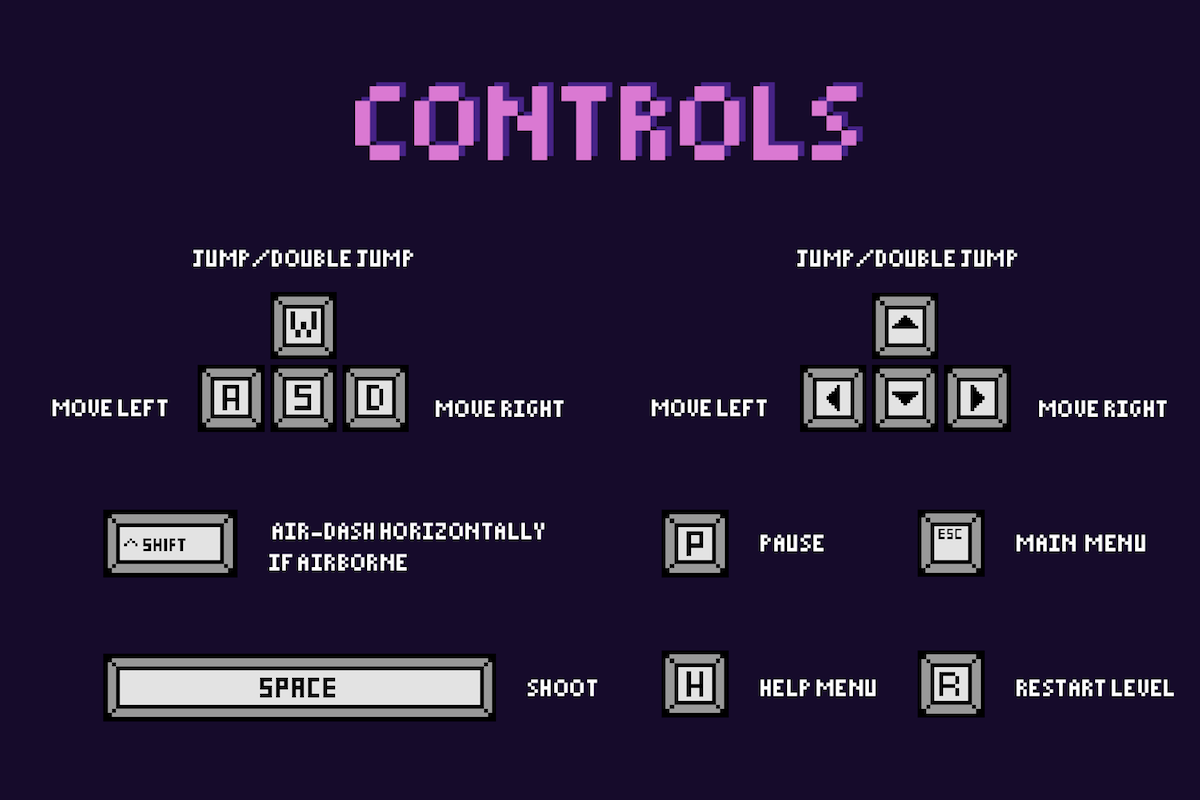 CONTROLS
JUMP/DOUBLE JUMP
JUMP/DOUBLE JUMP
W
MOVE LEFT
A S D
MOVE RIGHT
MOVE LEFT
MOVE RIGHT
SHIFT
AIR-DASH HORIZONTALLY
IF AIRBORNE
P
PAUSE
ESC
MAIN MENU
SPACE
SHOOT
H
HELP MENU
R
RESTART LEVEL